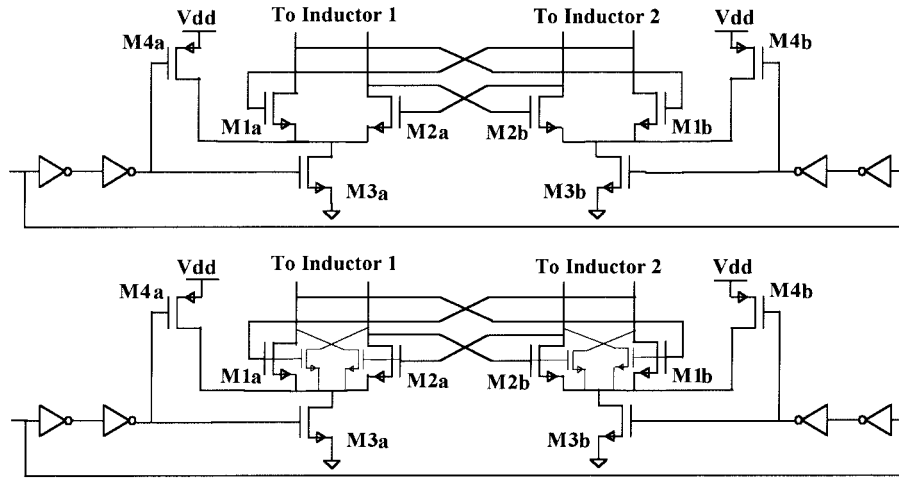 Vdd To Inductor 1 To Inductor 2 Vdd
M4a M4b
M1a M2a M2b M1b
M3a M3b
Vdd To Inductor 1 To Inductor 2 Vdd
M4a M4b
M1a M2a M2b M1b
M3a M3b